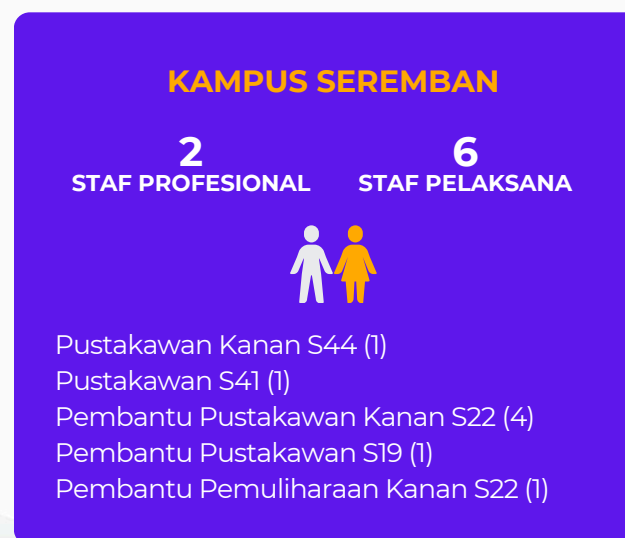 KAMPUS SEREMBAN
2
STAF PROFESIONAL
6
STAF PELAKSANA
Pustakawan Kanan S44 (1)
Pustakawan S41 (1)
Pembantu Pustakawan Kanan S22 (4)
Pembantu Pustakawan S19 (1)
Pembantu Pemuliharaan Kanan S22 (1)